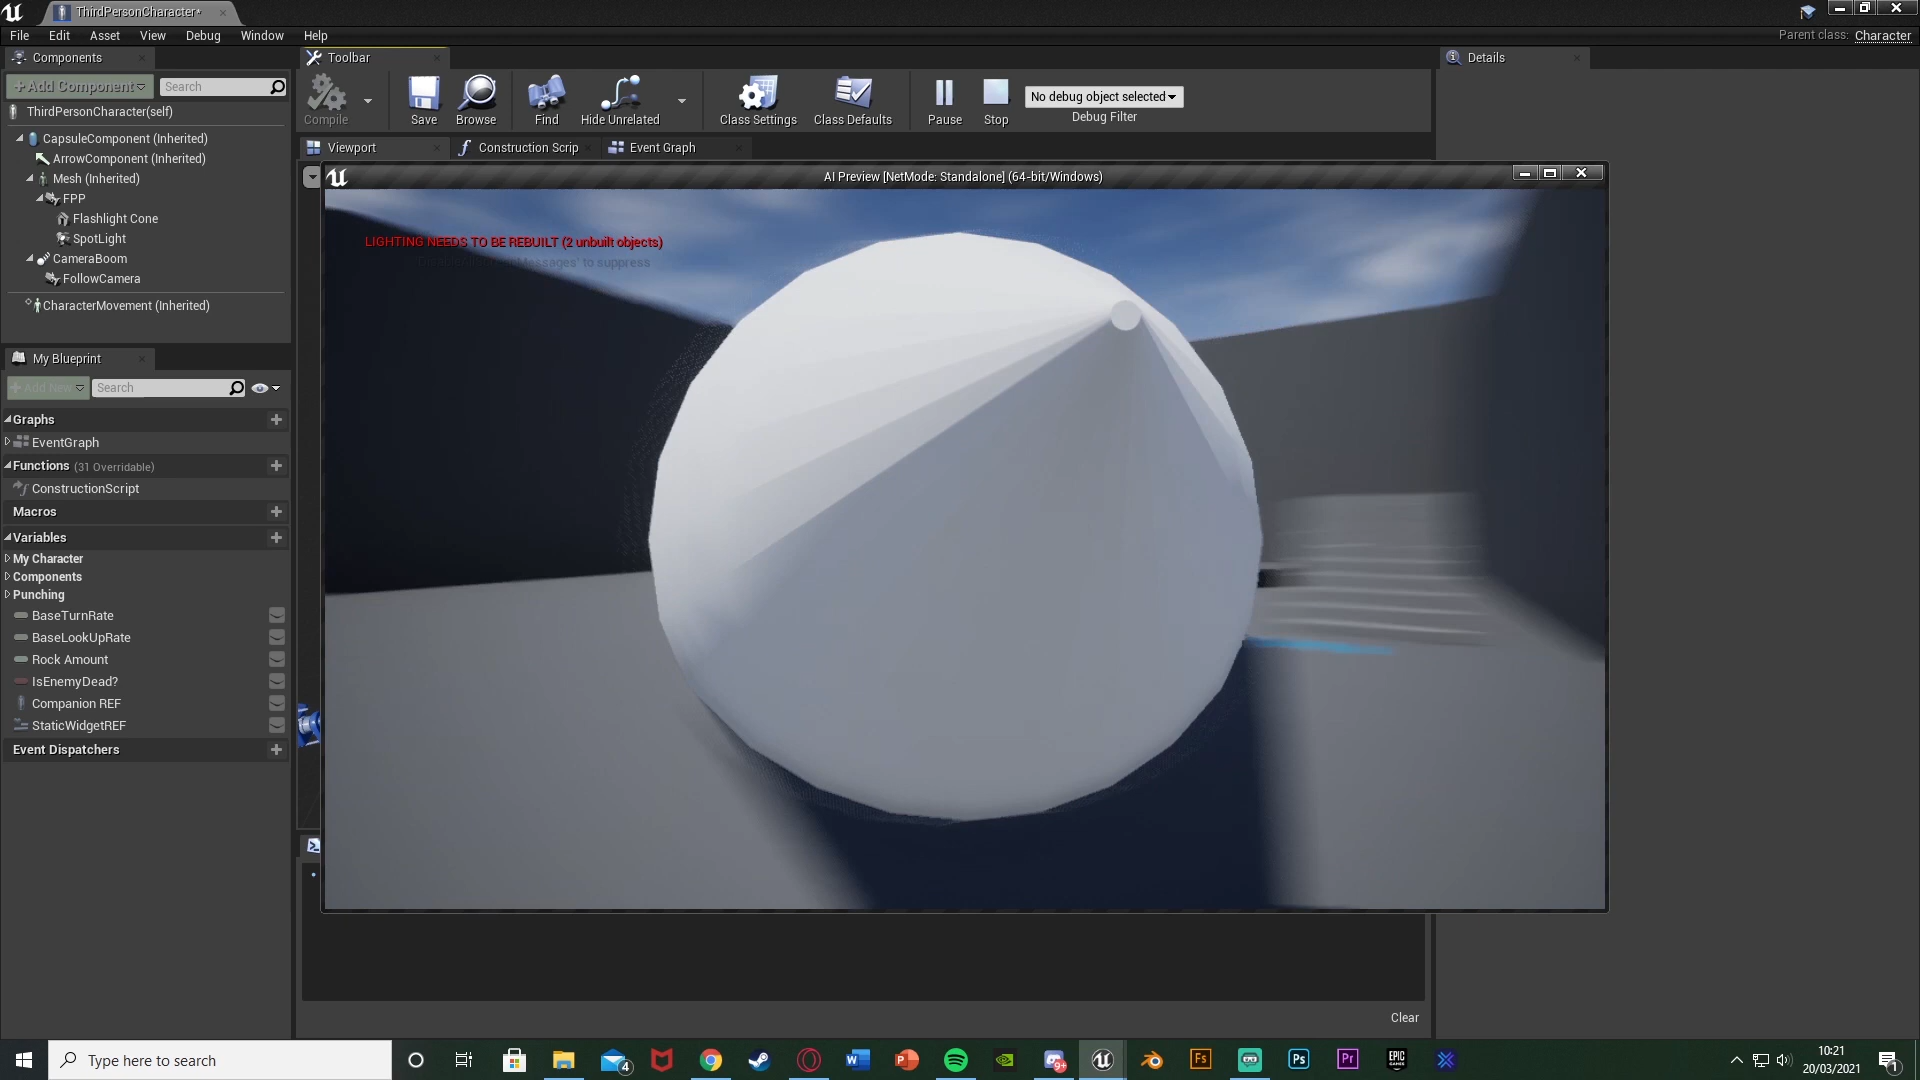 ThirdPersonCharacter*
File Edit Asset View Debug Window Help
Parent class: Character
Components
+Add Component
Search
ThirdPersonCharacter(self)
CapsuleComponent (Inherited)
ArrowComponent (Inherited)
Mesh (Inherited)
FPP
Flashlight Cone
SpotLight
CameraBoom
FollowCamera
CharacterMovement (Inherited)
My Blueprint
+Add New
Search
Graphs
EventGraph
Functions (31 Overridable)
ConstructionScript
Macros
Variables
My Character
Components
Punching
BaseTurnRate
BaseLookUpRate
Rock Amount
IsEnemyDead?
Companion REF
StaticWidgetREF
Event Dispatchers
Toolbar
Compile
Save
Browse
Find
Hide Unrelated
Class Settings
Class Defaults
Pause
Stop
No debug object selected
Debug Filter
Viewport
Construction Scrip
Event Graph
AI Preview [NetMode: Standalone] (64-bit/Windows)
LIGHTING NEEDS TO BE REBUILT (2 unbuilt objects)
Messages' to suppress
Details
Clear
Type here to search
4
9+
10:21
20/03/2021
1